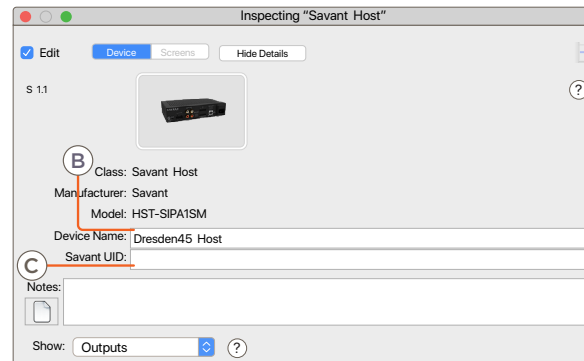 Inspecting “Savant Host”
Edit Device Screens Hide Details
S 1.1 ?
B
Class: Savant Host
Manufacturer: Savant
Model: HST-SIPA1SM
Device Name: Dresden45 Host
C Savant UID:
Notes:
Show: Outputs ?